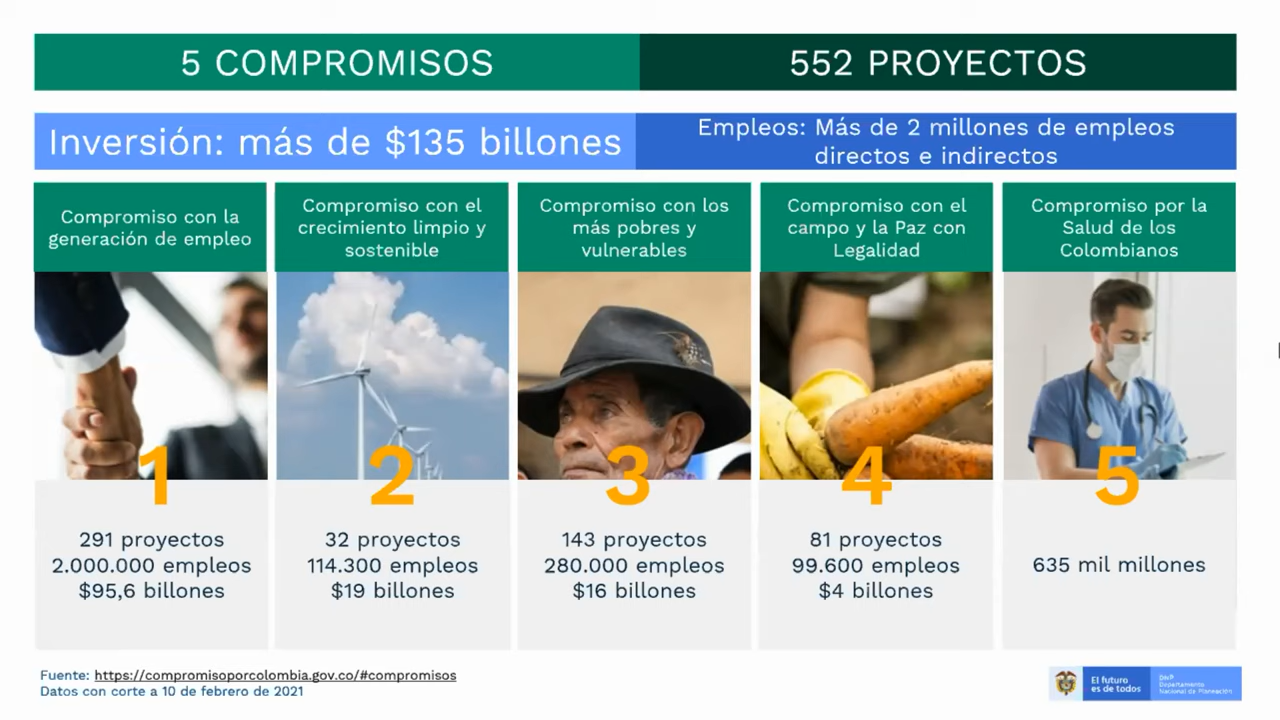 5 COMPROMISOS
552 PROYECTOS
Inversión: más de $135 billones
Empleos: Más de 2 millones de empleos
directos e indirectos
Compromiso con la
generación de empleo
Compromiso con el
crecimiento limpio y
sostenible
Compromiso con los
más pobres y
vulnerables
Compromiso con el
campo y la Paz con
Legalidad
Compromiso por la
Salud de los
Colombianos
1
2
3
4
5
291 proyectos
2.000.000 empleos
$95,6 billones
32 proyectos
114.300 empleos
$19 billones
143 proyectos
280.000 empleos
$16 billones
81 proyectos
99.600 empleos
$4 billones
635 mil millones
Fuente: https://compromisoporcolombia.gov.co/#compromisos
Datos con corte a 10 de febrero de 2021
El futuro
es de todos
DNP
Departamento
Nacional de Planeación